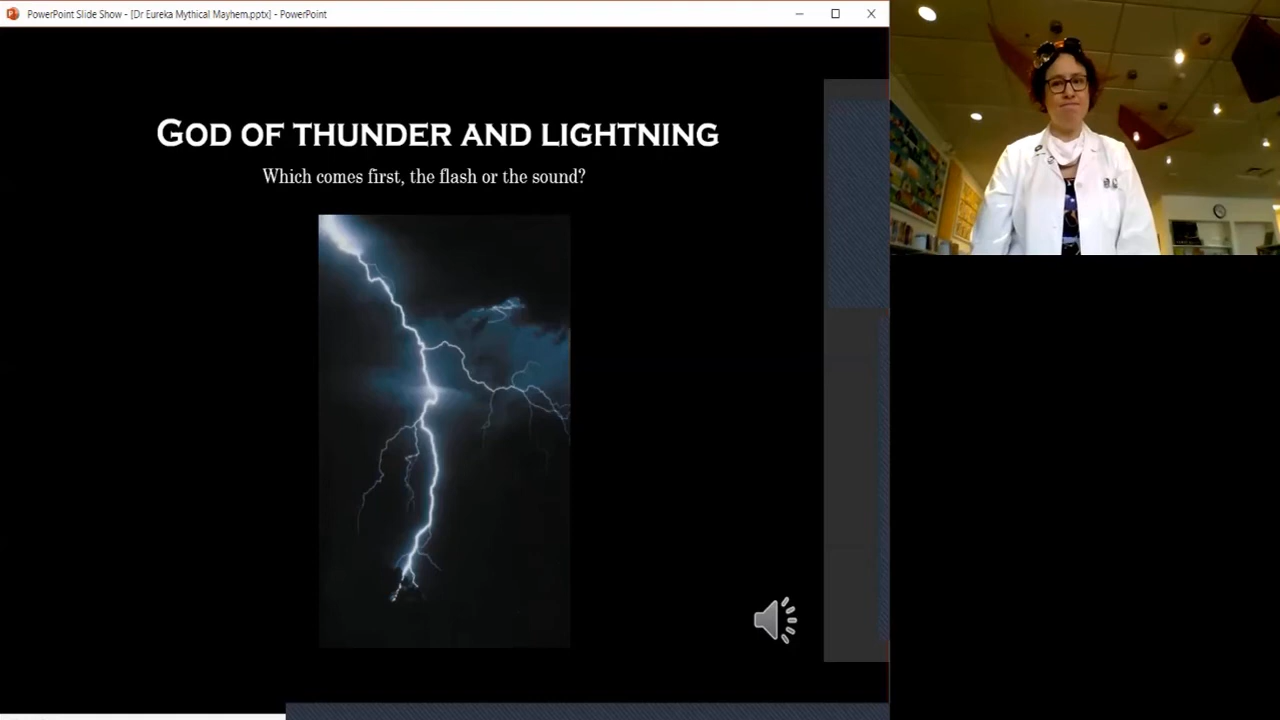 PowerPoint Slide Show - [Dr Eureka Mythical Mayhem.pptx] - PowerPoint
GOD OF THUNDER AND LIGHTNING
Which comes first, the flash or the sound?